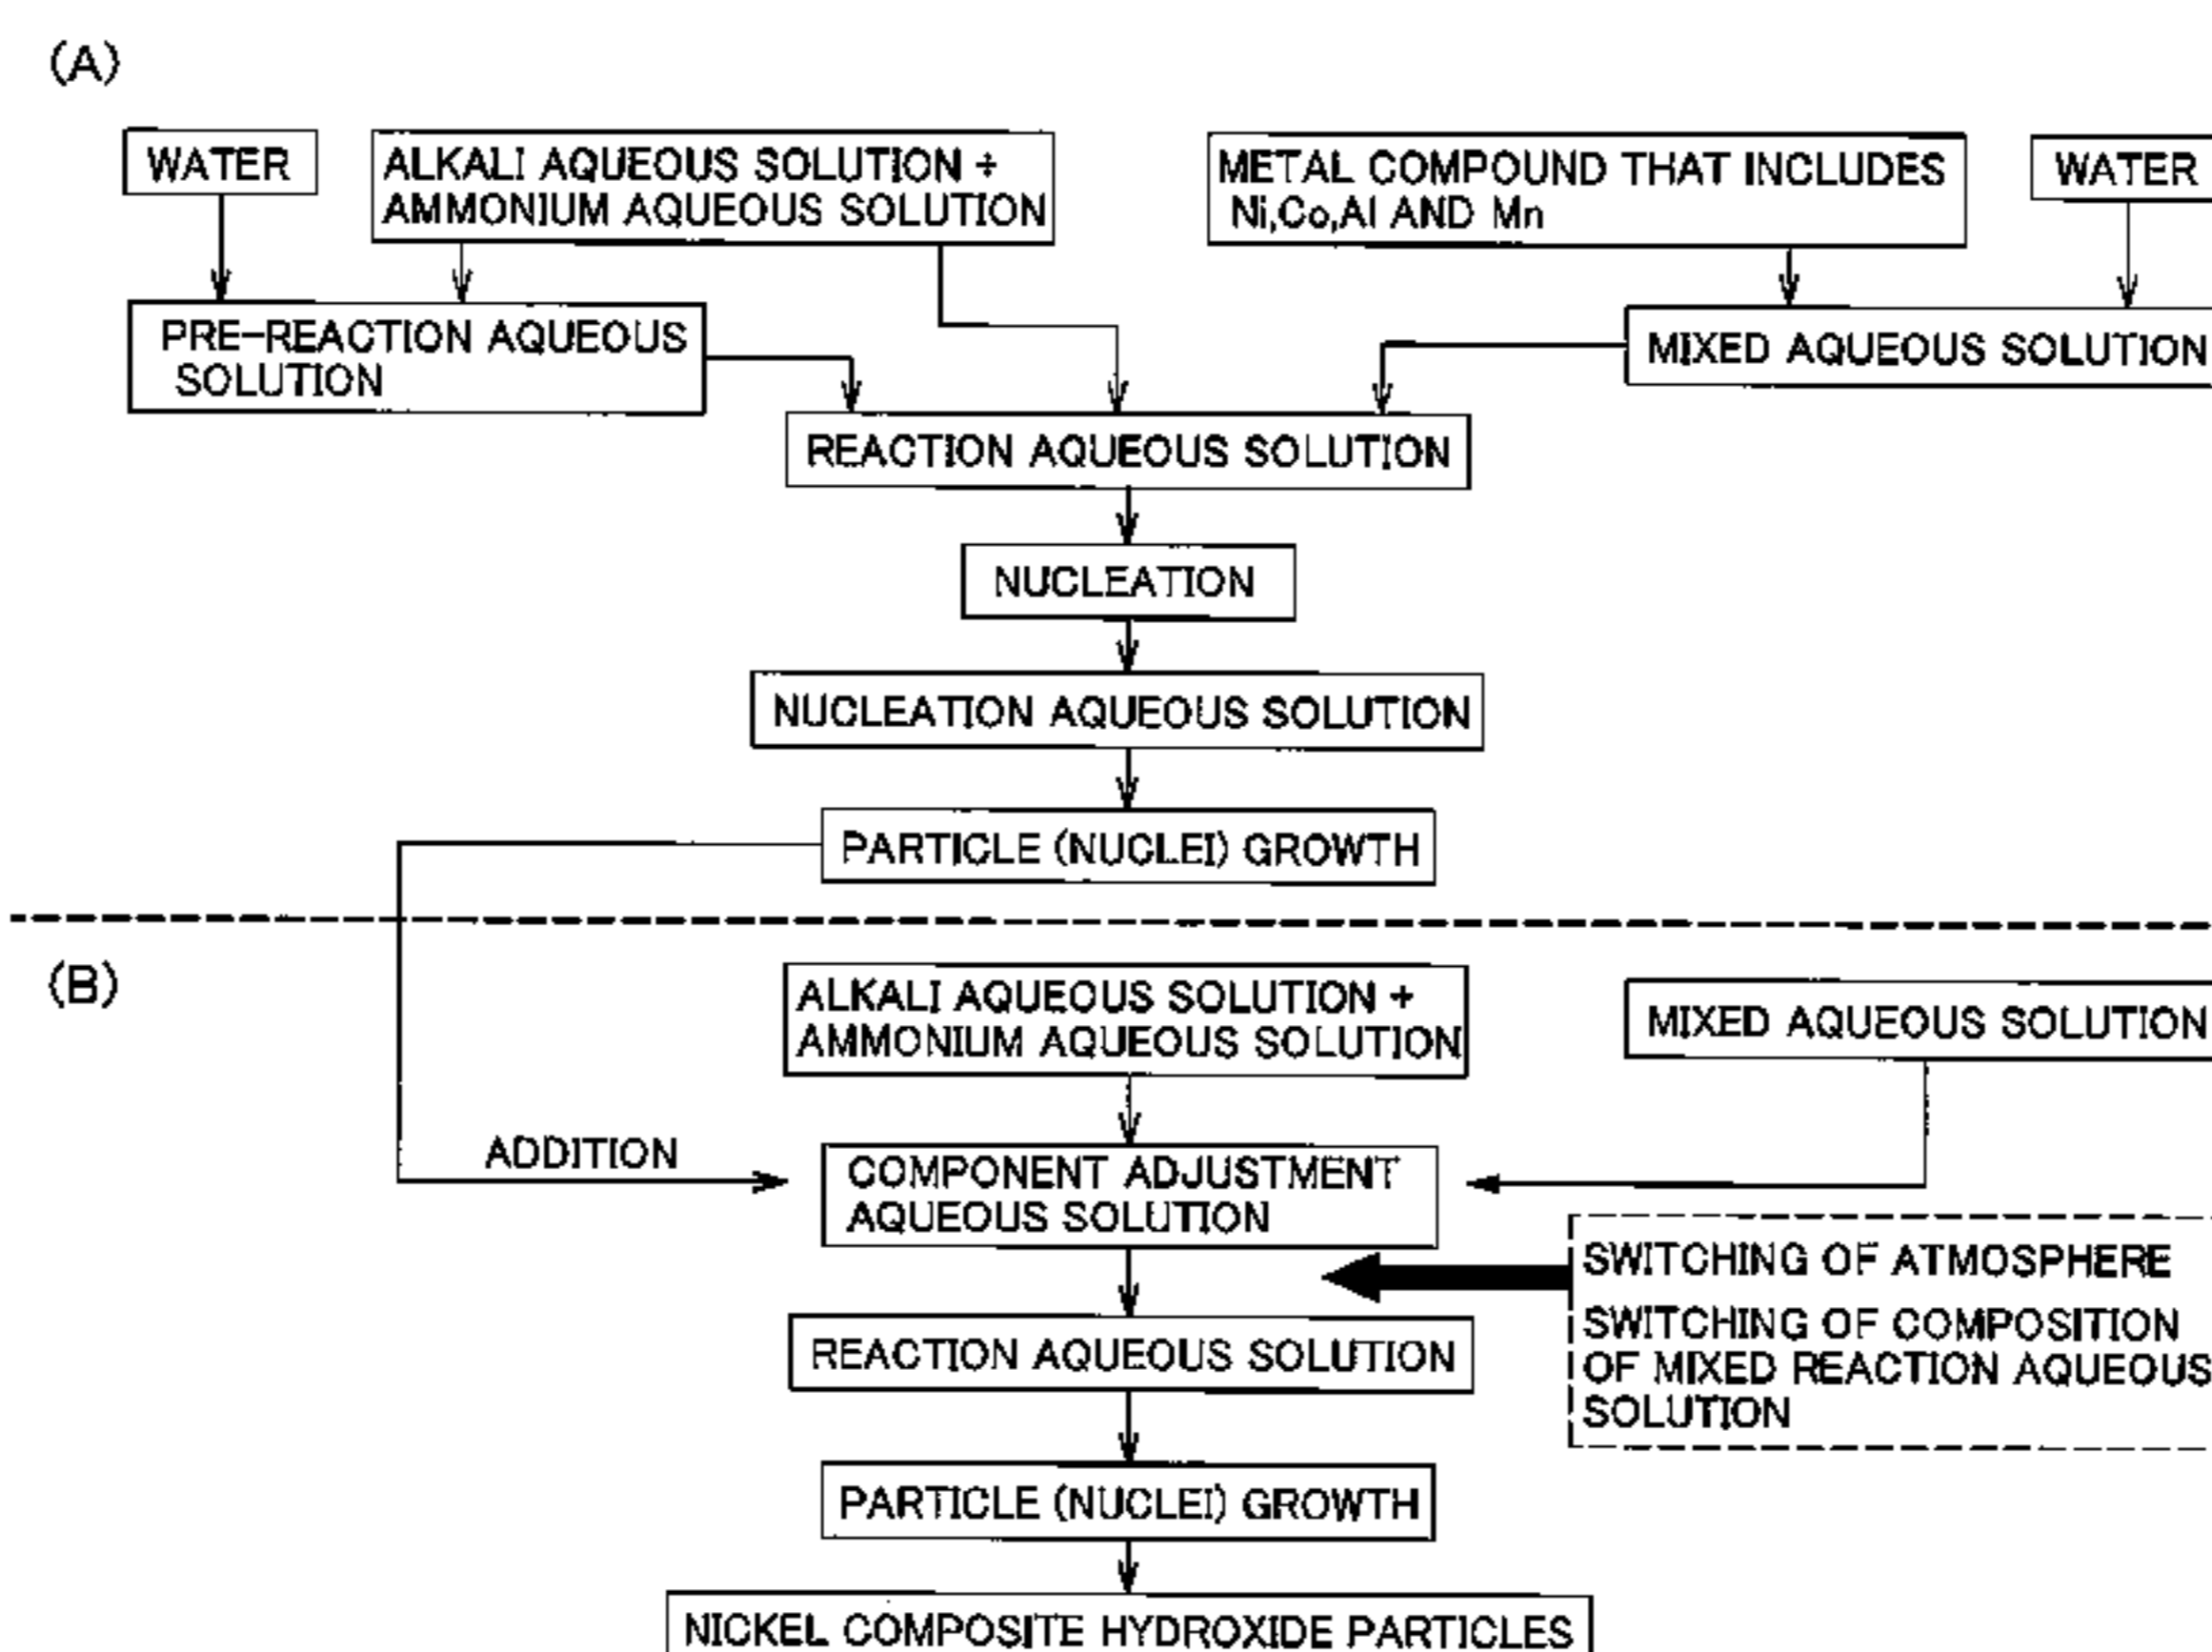 (A)
WATER
ALKALI AQUEOUS SOLUTION +
AMMONIUM AQUEOUS SOLUTION
METAL COMPOUND THAT INCLUDES
Ni,Co,Al AND Mn
WATER
PRE-REACTION AQUEOUS
SOLUTION
MIXED AQUEOUS SOLUTION
REACTION AQUEOUS SOLUTION
NUCLEATION
NUCLEATION AQUEOUS SOLUTION
PARTICLE (NUCLEI) GROWTH
(B)
ALKALI AQUEOUS SOLUTION +
AMMONIUM AQUEOUS SOLUTION
MIXED AQUEOUS SOLUTION
ADDITION
COMPONENT ADJUSTMENT
AQUEOUS SOLUTION
SWITCHING OF ATMOSPHERE
SWITCHING OF COMPOSITION
OF MIXED REACTION AQUEOUS
SOLUTION
REACTION AQUEOUS SOLUTION
PARTICLE (NUCLEI) GROWTH
NICKEL COMPOSITE HYDROXIDE PARTICLES